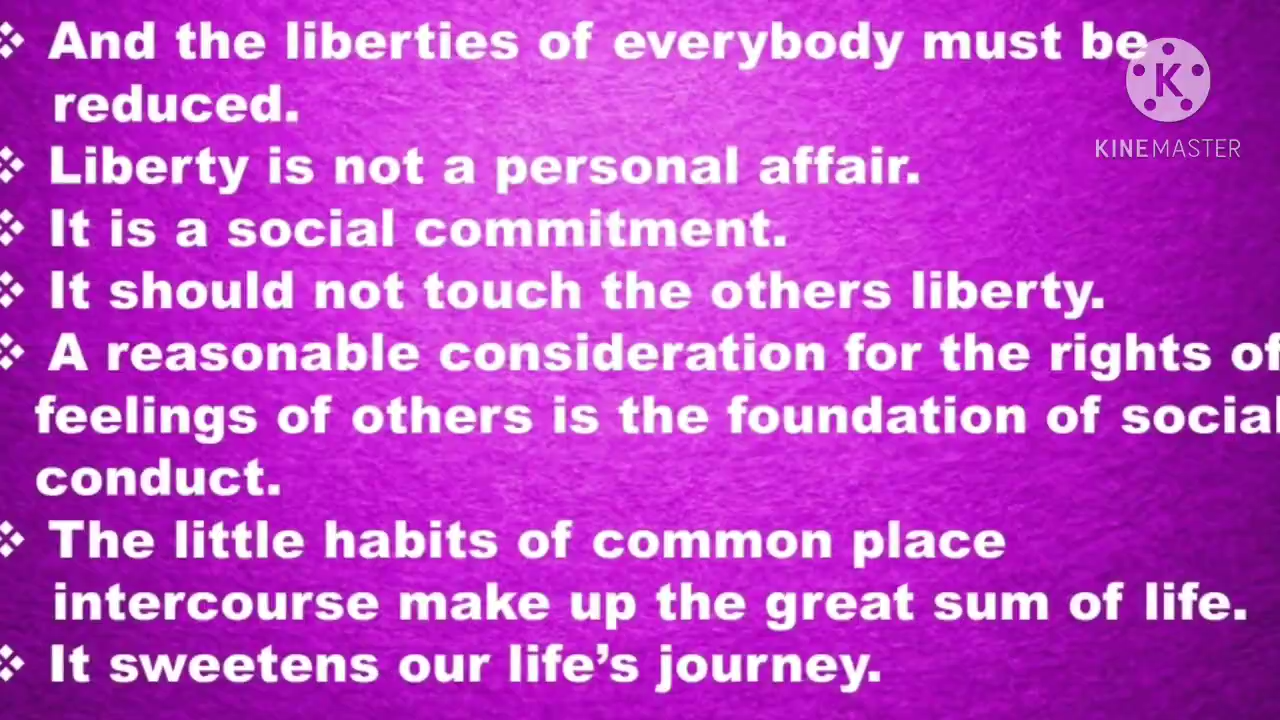 ❖ And the liberties of everybody must be
reduced.
❖ Liberty is not a personal affair.
❖ It is a social commitment.
❖ It should not touch the others liberty.
❖ A reasonable consideration for the rights of
feelings of others is the foundation of social
conduct.
❖ The little habits of common place
intercourse make up the great sum of life.
❖ It sweetens our life’s journey.
K
KINEMASTER